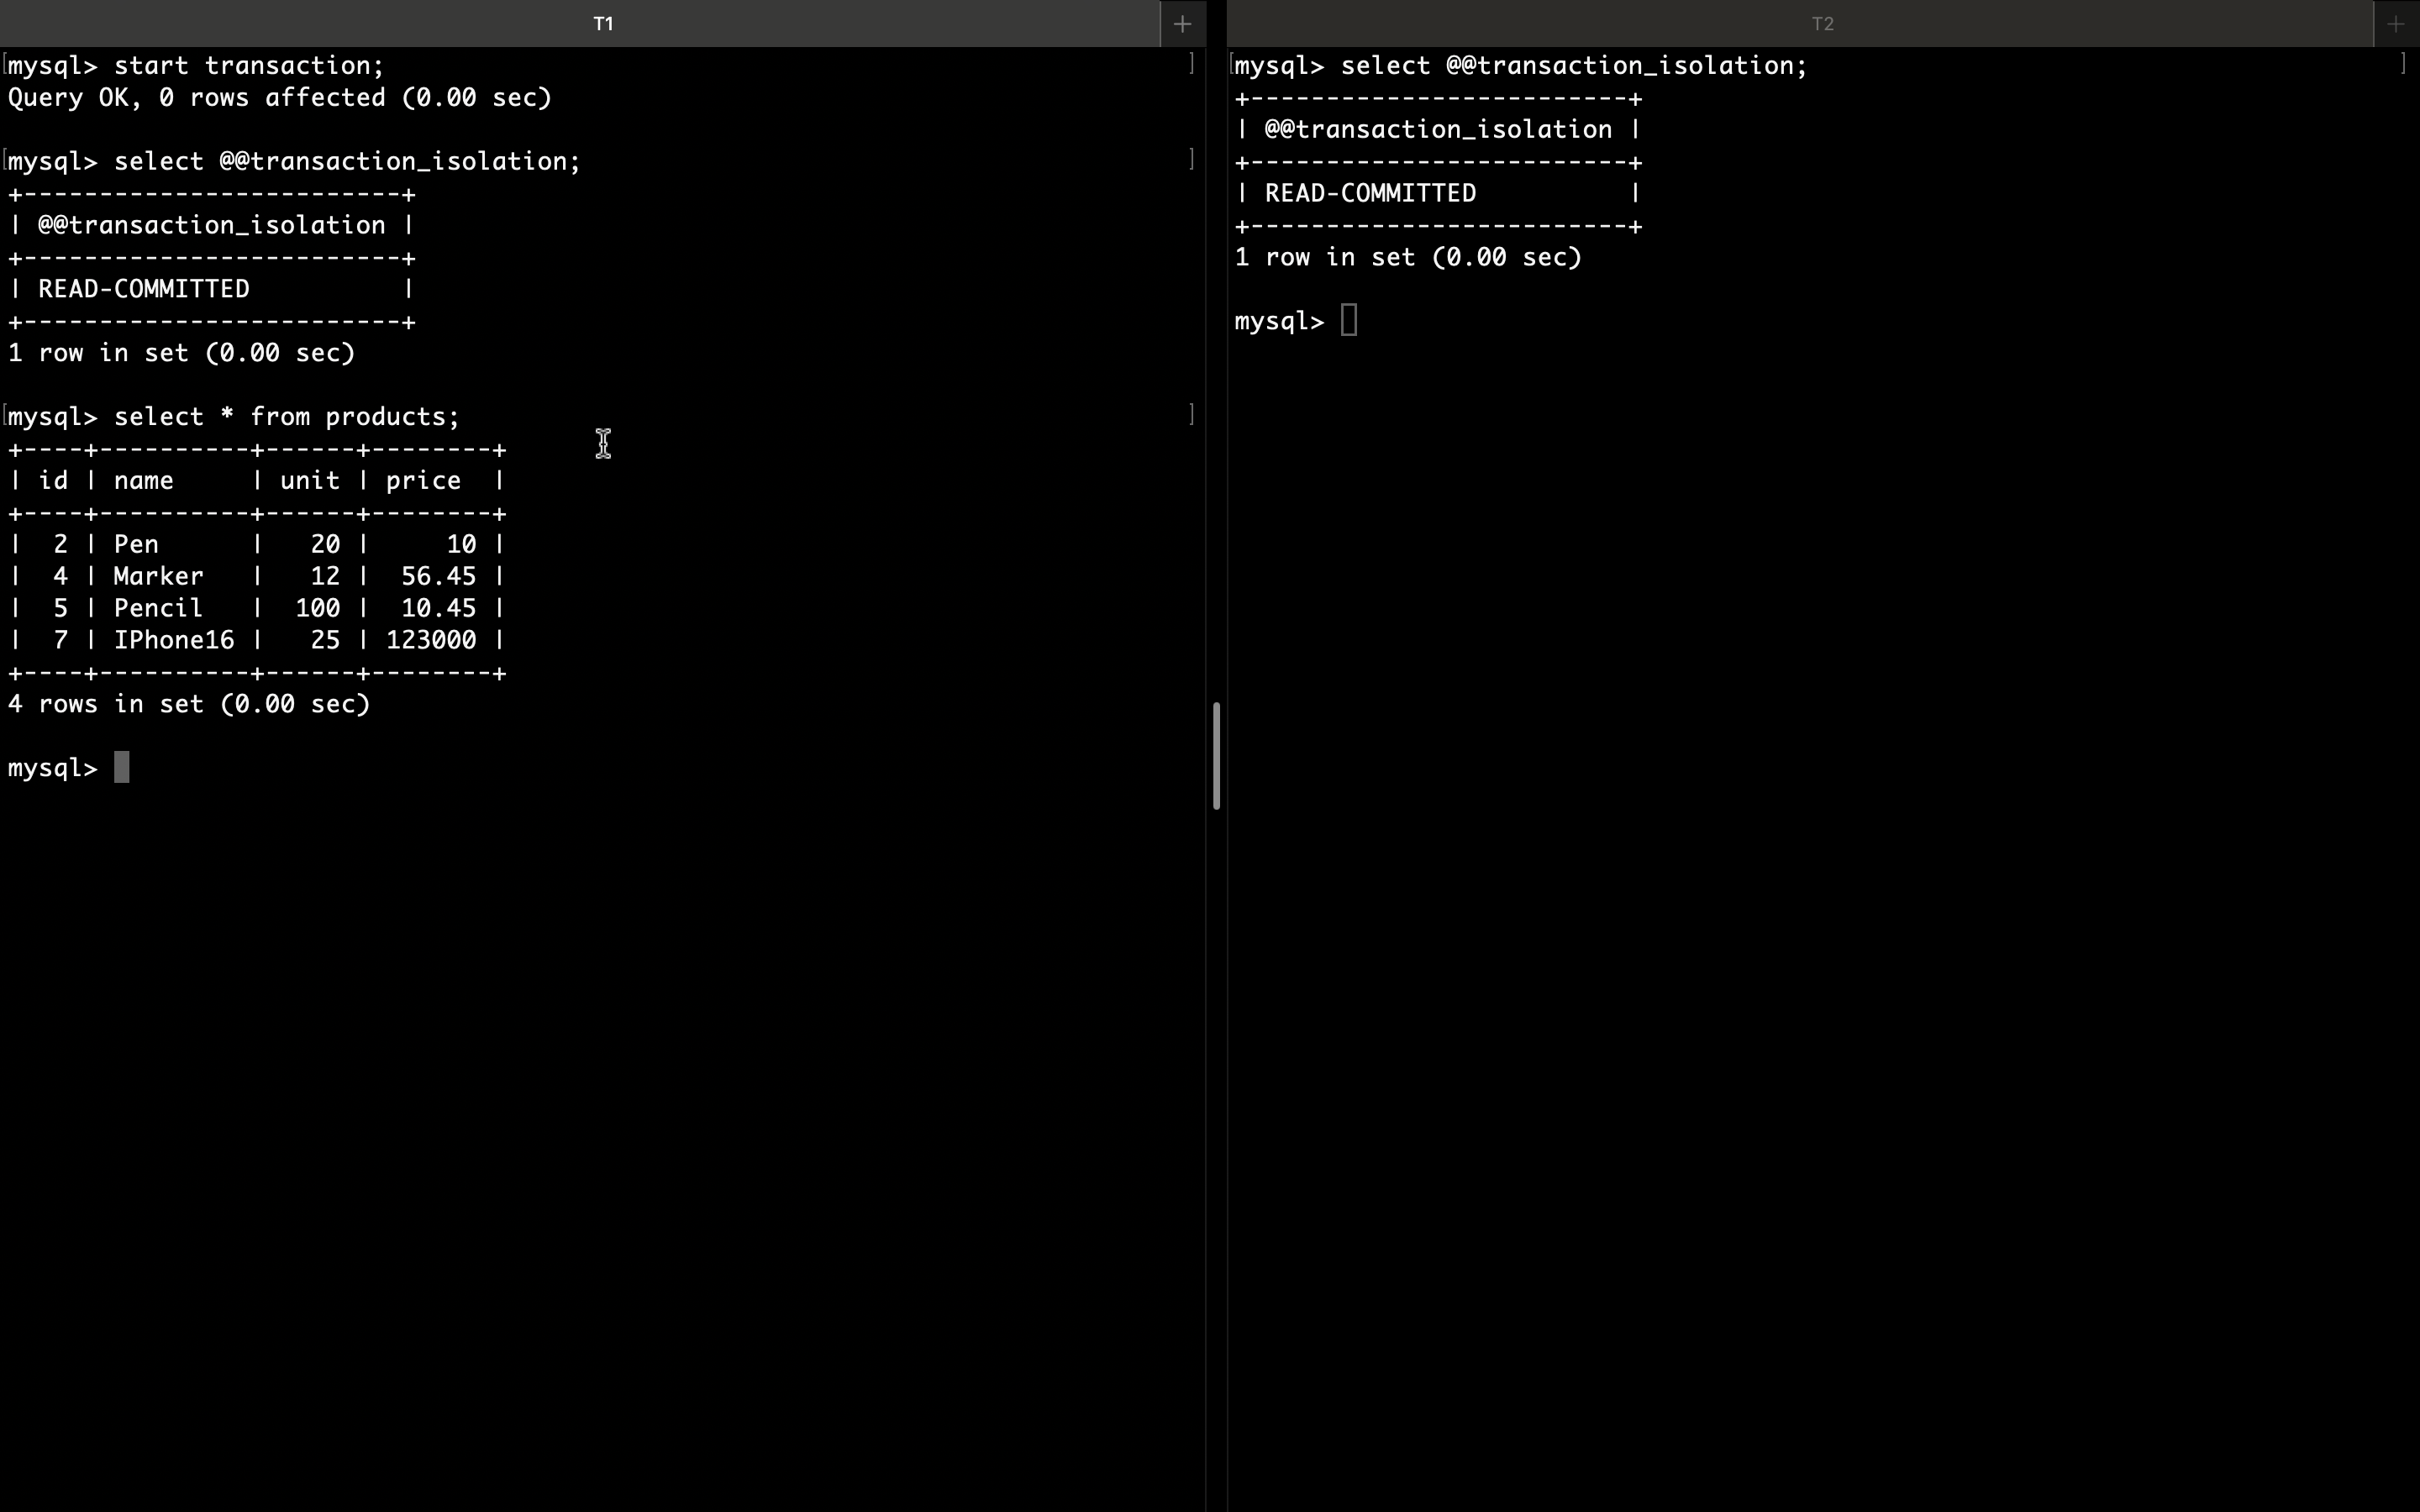 T1
mysql> start transaction;
Query OK, 0 rows affected (0.00 sec)
mysql> select @@transaction_isolation;
+-------------------------+
| @@transaction_isolation |
+-------------------------+
| READ-COMMITTED          |
+-------------------------+
1 row in set (0.00 sec)
mysql> select * from products;
+----+----------+------+--------+
| id | name     | unit | price  |
+----+----------+------+--------+
|  2 | Pen      |   20 |     10 |
|  4 | Marker   |   12 |  56.45 |
|  5 | Pencil   |  100 |  10.45 |
|  7 | IPhone16 |   25 | 123000 |
+----+----------+------+--------+
4 rows in set (0.00 sec)
mysql>
T2
mysql> select @@transaction_isolation;
+-------------------------+
| @@transaction_isolation |
+-------------------------+
| READ-COMMITTED          |
+-------------------------+
1 row in set (0.00 sec)
mysql>